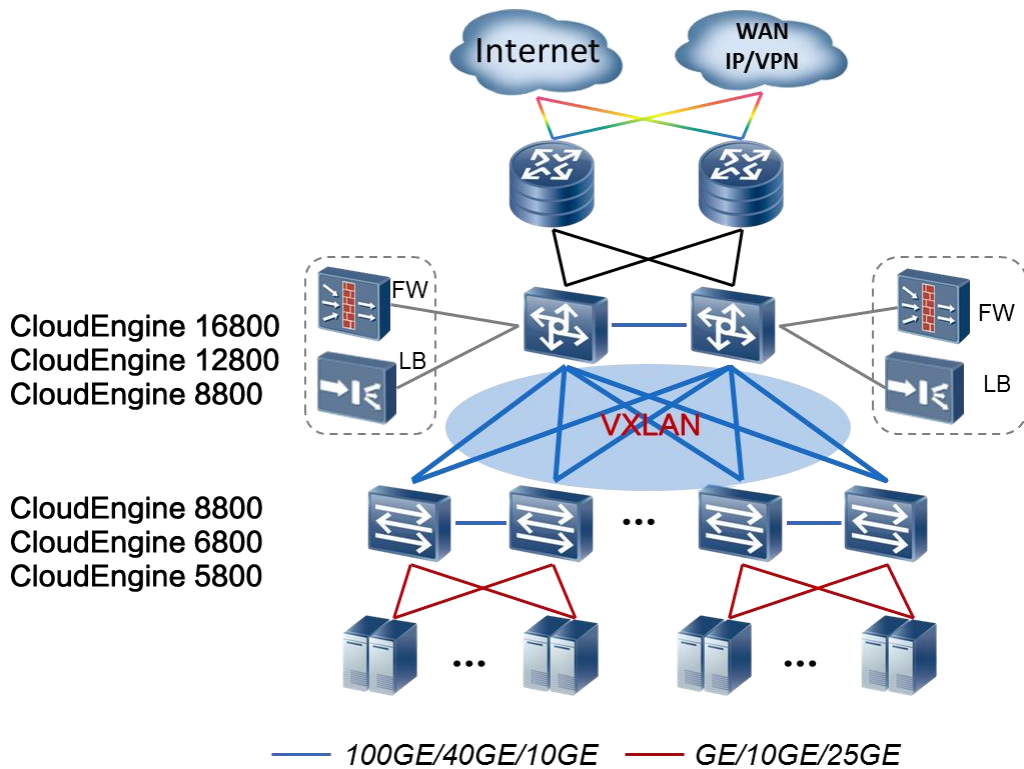 Internet
WAN
IP/VPN
FW
LB
FW
LB
CloudEngine 16800
CloudEngine 12800
CloudEngine 8800
VXLAN
CloudEngine 8800
CloudEngine 6800
CloudEngine 5800
...
...
...
100GE/40GE/10GE
GE/10GE/25GE